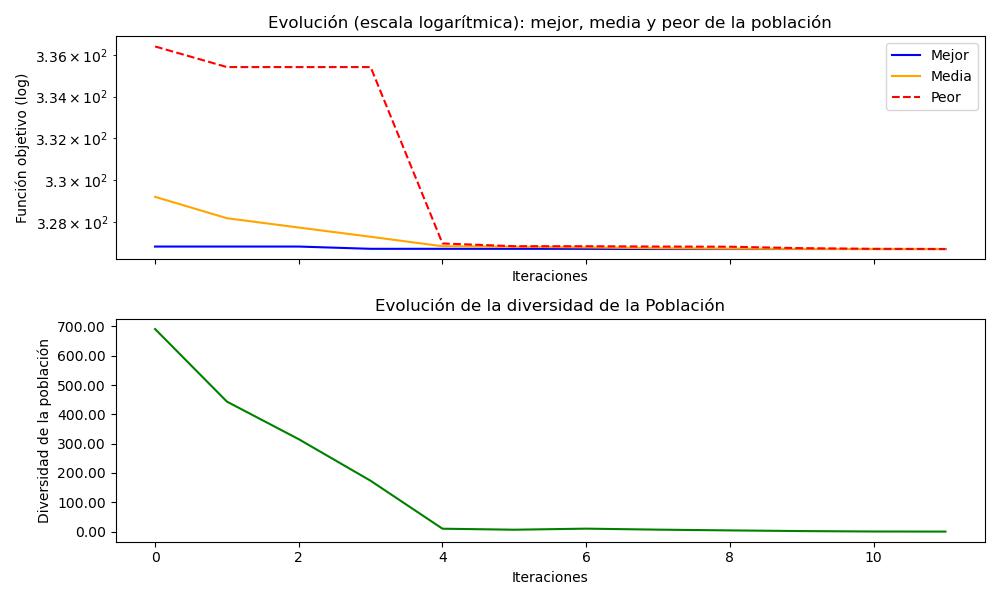 Evolución (escala logarítmica): mejor, media y peor de la población
Función objetivo (log)
3.36 × 10²
3.34 × 10²
3.32 × 10²
3.3 × 10²
3.28 × 10²
Mejor
Media
Peor
Iteraciones
Evolución de la diversidad de la Población
Diversidad de la población
700.00
600.00
500.00
400.00
300.00
200.00
100.00
0.00
0 2 4 6 8 10
Iteraciones